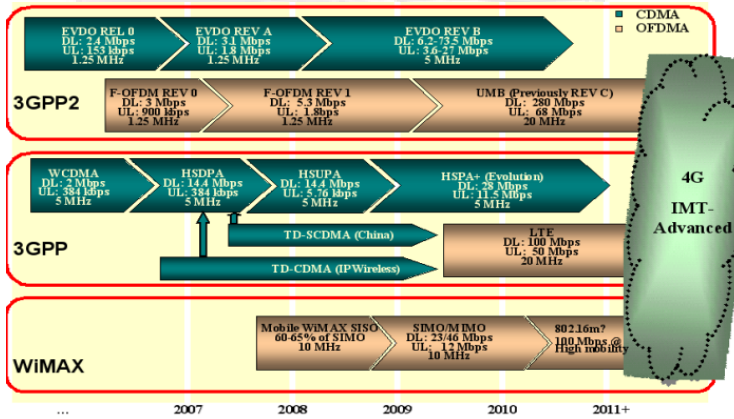 CDMA
OFDMA
EVDO REL 0
DL: 2.4 Mbps
UL: 153 kbps
1.25 MHz
EVDO REV A
DL: 3.1 Mbps
UL: 1.8 Mbps
1.25 MHz
EVDO REV B
DL: 6.2-73.5 Mbps
UL: 3.6-27 Mbps
5 MHz
3GPP2
F-OFDM REV 0
DL: 3 Mbps
UL: 900 kbps
1.25 MHz
F-OFDM REV 1
DL: 5.3 Mbps
UL: 1.8bps
1.25 MHz
UMB (Previously REV C)
DL: 280 Mbps
UL: 68 Mbps
20 MHz
WCDMA
DL: 2 Mbps
UL: 384 kbps
5 MHz
HSDPA
DL: 14.4 Mbps
UL: 384 kbps
5 MHz
HSUPA
DL: 14.4 Mbps
UL: 5.76 kbps
5 MHz
HSPA+ (Evolution)
DL: 28 Mbps
UL: 11.5 Mbps
5 MHz
4G
IMT-
Advanced
3GPP
TD-SCDMA (China)
TD-CDMA (IPWireless)
LTE
DL: 100 Mbps
UL: 50 Mbps
20 MHz
WiMAX
Mobile WiMAX SISO
60-65% of SIMO
10 MHz
SIMO/MIMO
DL: 23/46 Mbps
UL: 12 Mbps
10 MHz
802.16m?
100 Mbps @
High mobility
... 2007 2008 2009 2010 2011+